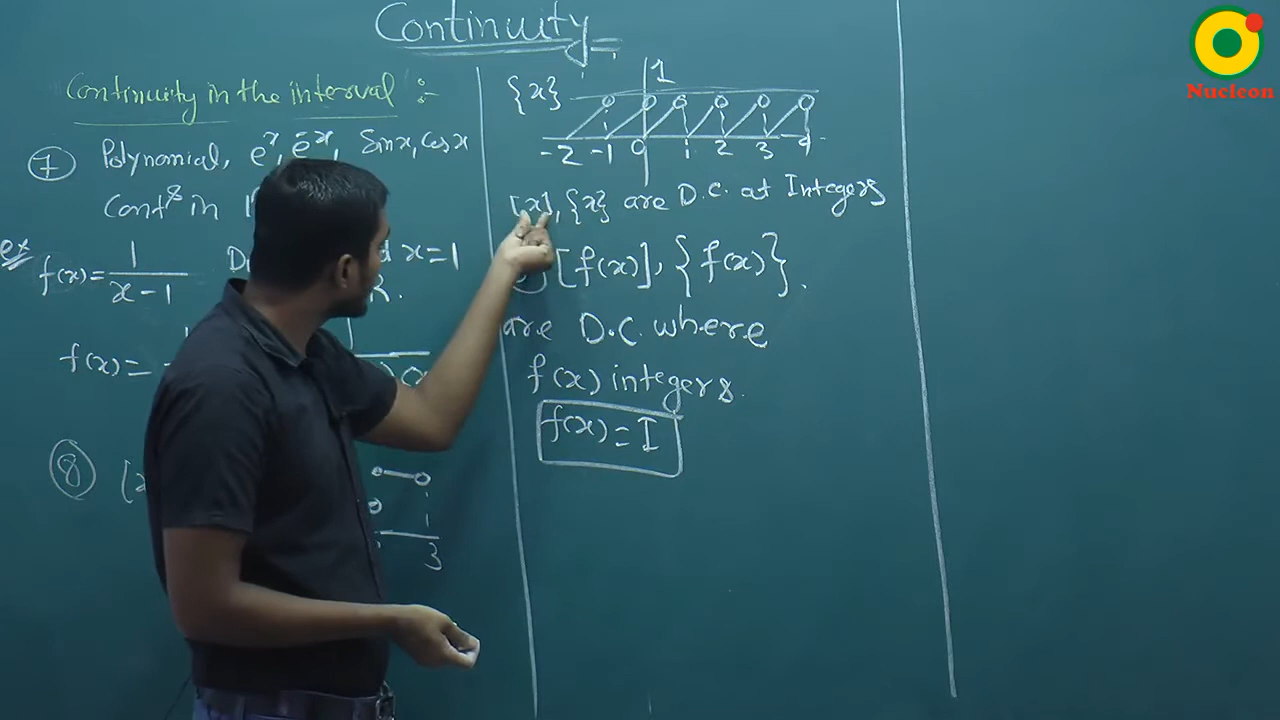 Continuity
Continuity in the interval :-
7 Polynomial, eˣ, e⁻ˣ, Sinx, Cosx
Contˢ in
ex f(x) = 1/(x-1) x=1
R.
f(x) =
8
3
{x} 1
-2 -1 0 1 2 3 4
[x], {x} are D.C. at Integers
[f(x)], {f(x)}.
are D.C. where
f(x) integers.
f(x) = I
Nucleon